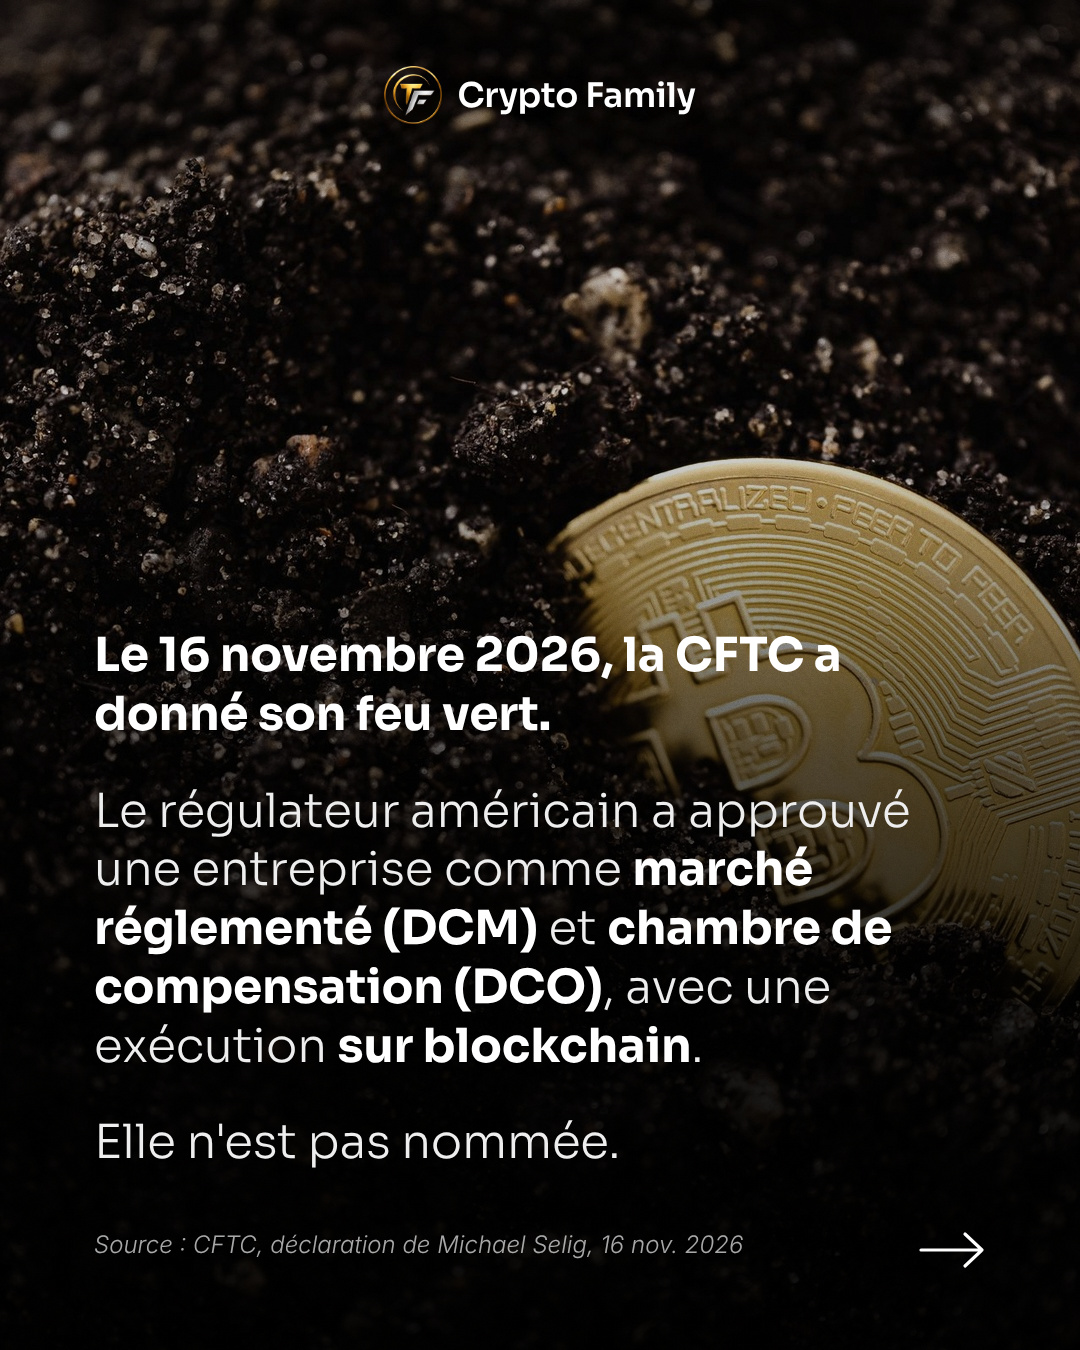 Crypto Family
DECENTRALIZED • PEER TO PEER
Le 16 novembre 2026, la CFTC a
donné son feu vert.
Le régulateur américain a approuvé
une entreprise comme marché
réglementé (DCM) et chambre de
compensation (DCO), avec une
exécution sur blockchain.
Elle n'est pas nommée.
Source : CFTC, déclaration de Michael Selig, 16 nov. 2026